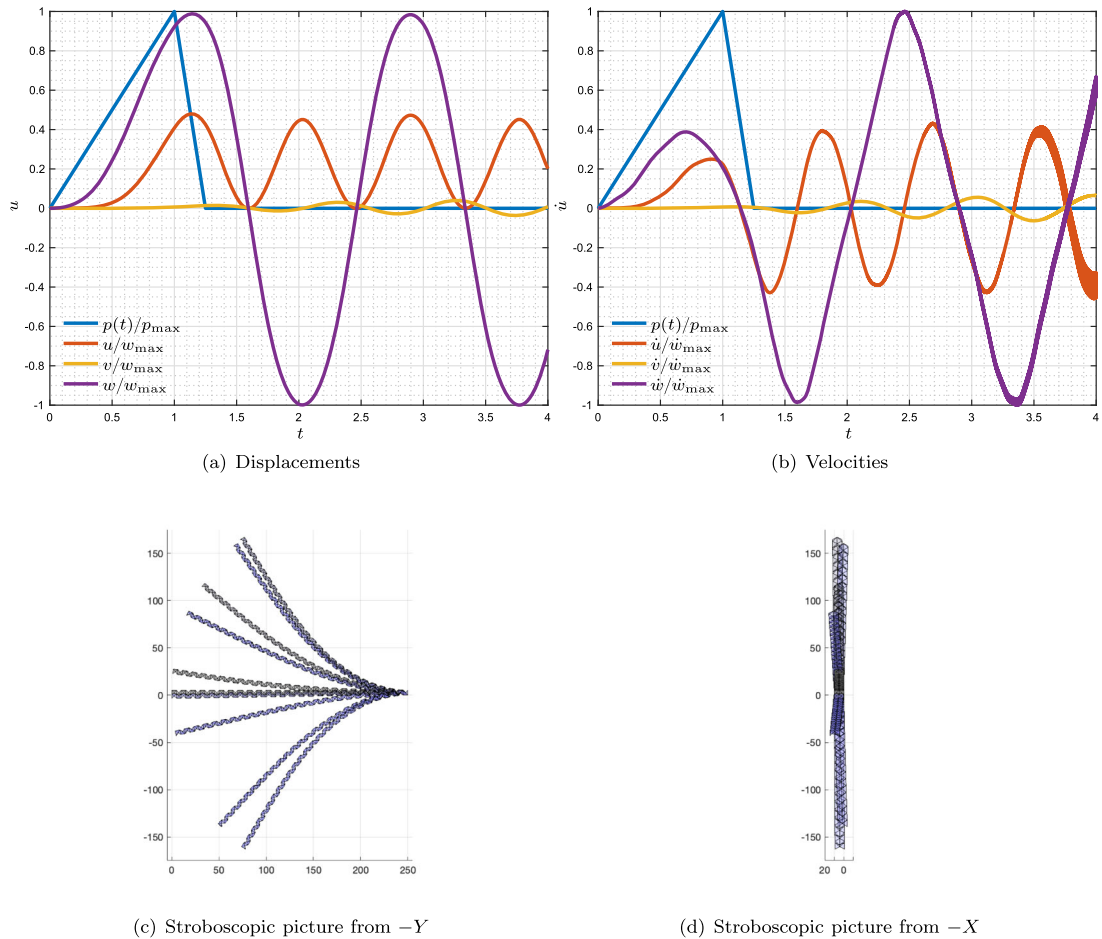 1
0.8
0.6
0.4
0.2
0
-0.2
-0.4
-0.6
-0.8
-1
u
p(t)/p_max
u/w_max
v/w_max
w/w_max
0 0.5 1 1.5 2 2.5 3 3.5 4
t
(a) Displacements
1
0.8
0.6
0.4
0.2
0
-0.2
-0.4
-0.6
-0.8
-1
u̇
p(t)/p_max
u̇/ẇ_max
v̇/ẇ_max
ẇ/ẇ_max
0 0.5 1 1.5 2 2.5 3 3.5 4
t
(b) Velocities
150
100
50
0
-50
-100
-150
0 50 100 150 200 250
(c) Stroboscopic picture from −Y
150
100
50
0
-50
-100
-150
20 0
(d) Stroboscopic picture from −X